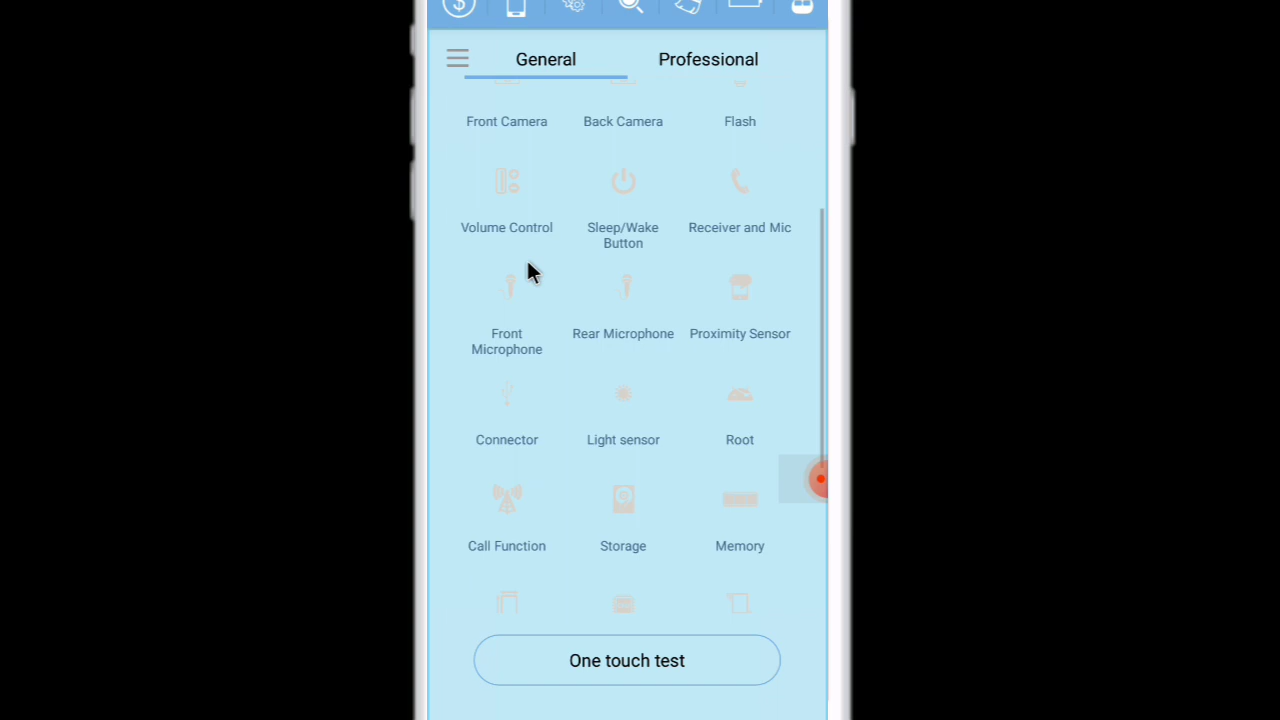 General Professional
Front Camera Back Camera Flash
Volume Control Sleep/Wake Receiver and Mic
Button
Front Rear Microphone Proximity Sensor
Microphone
Connector Light sensor Root
Call Function Storage Memory
One touch test